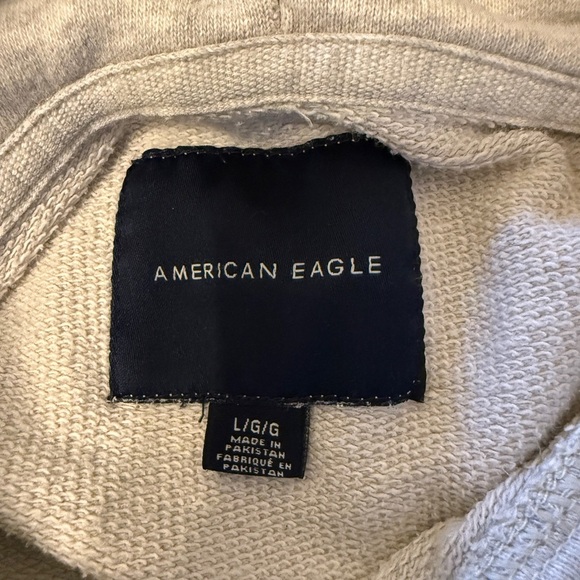 AMERICAN EAGLE
L/G/G
MADE IN
PAKISTAN
FABRIQUÉ EN
PAKISTAN